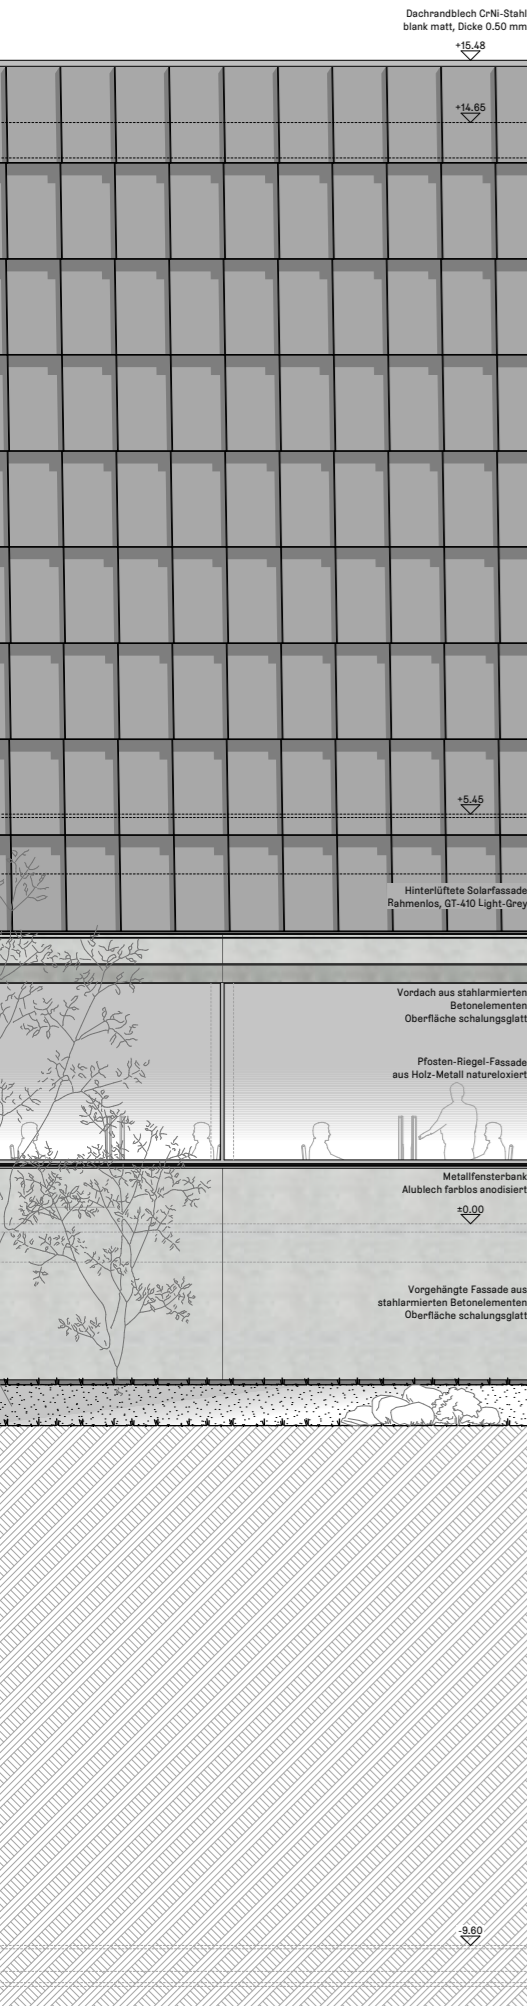 Dachrandblech CrNi-Stahl
blank matt, Dicke 0.50 mm
+15.48
+14.65
+5.45
Hinterlüftete Solarfassade
Rahmenlos, GT-410 Light-Grey
Vordach aus stahlarmierten
Betonelementen
Oberfläche schalungsglatt
Pfosten-Riegel-Fassade
aus Holz-Metall natureloxiert
Metallfensterbank
Alublech farblos anodisiert
±0.00
Vorgehängte Fassade aus
stahlarmierten Betonelementen
Oberfläche schalungsglatt
-9.60